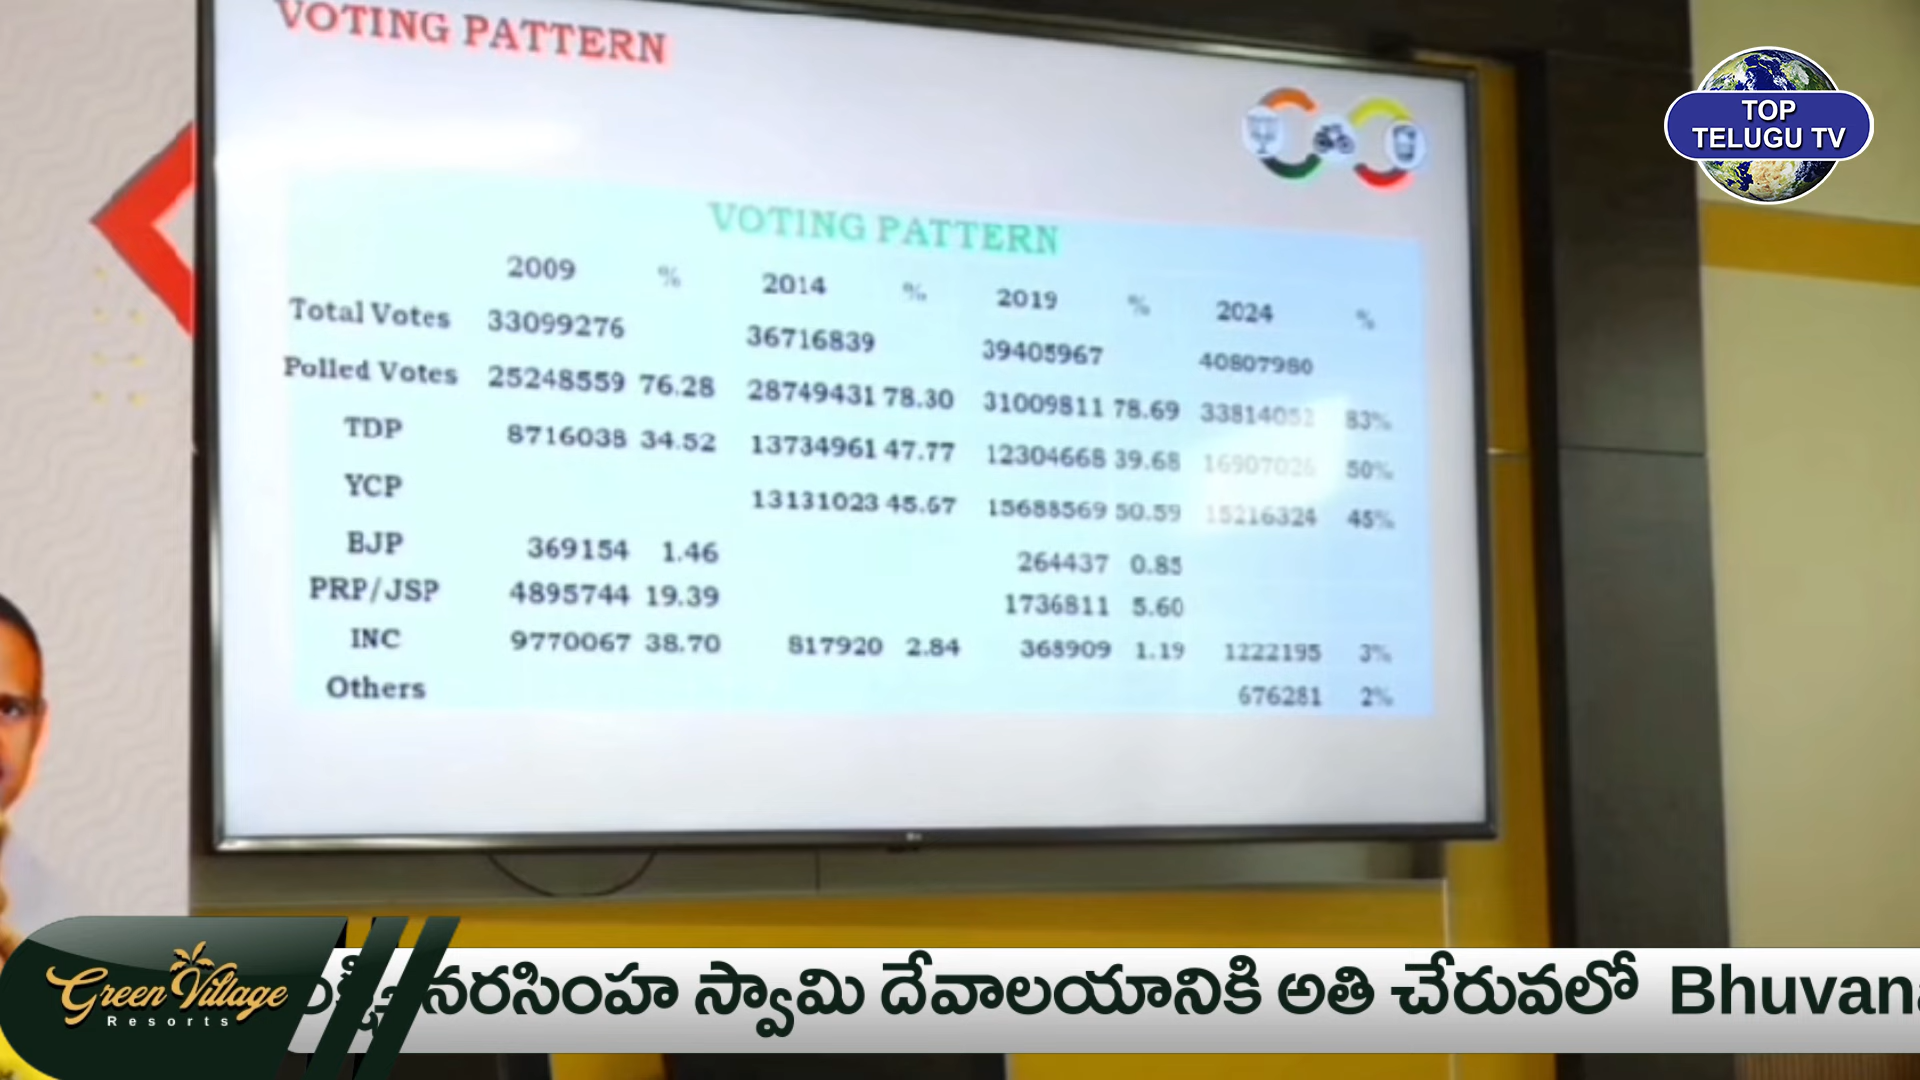 VOTING PATTERN
TOP
TELUGU TV
VOTING PATTERN
2009 % 2014 % 2019 % 2024 %
Total Votes 33099276 36716839 39405967 40807980
Polled Votes 25248559 76.28 28749431 78.30 31009811 78.69 83%
TDP 8716038 34.52 13734961 47.77 12304668 39.68 50%
YCP 13131023 45.67 15688569 50.59 15216324 45%
BJP 369154 1.46 264437 0.85
PRP/JSP 4895744 19.39 1736811 5.60
INC 9770067 38.70 817920 2.84 368909 1.19 1222195 3%
Others 676281 2%
Green Village
Resorts
నరసింహ స్వామి దేవాలయానికి అతి చేరువలో